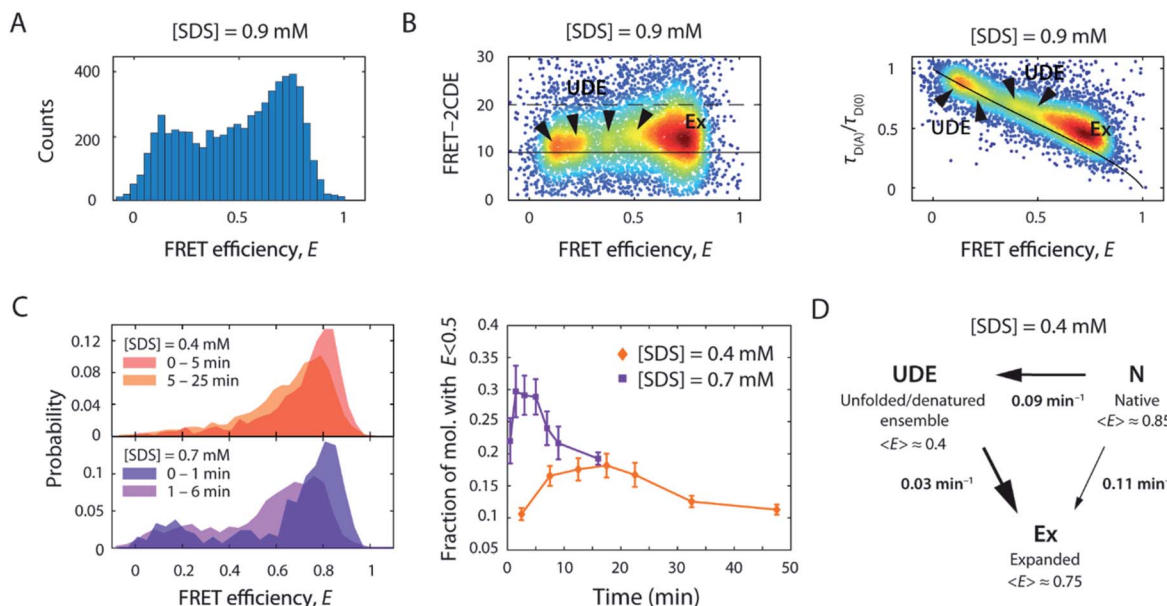 A
[SDS] = 0.9 mM
Counts
400
200
0
0
0.5
1
FRET efficiency, E
B
[SDS] = 0.9 mM
FRET–2CDE
30
20
10
0
UDE
Ex
0
0.5
1
FRET efficiency, E
[SDS] = 0.9 mM
τD(A)/τD(0)
1
0.5
0
UDE
UDE
Ex
0
0.5
1
FRET efficiency, E
C
Probability
0.12
0.08
0.04
0
[SDS] = 0.4 mM
0 – 5 min
5 – 25 min
0.1
0.05
0
[SDS] = 0.7 mM
0 – 1 min
1 – 6 min
0
0.2
0.4
0.6
0.8
1
FRET efficiency, E
Fraction of mol. with E<0.5
0.4
0.35
0.3
0.25
0.2
0.15
0.1
0.05
[SDS] = 0.4 mM
[SDS] = 0.7 mM
0
10
20
30
40
50
Time (min)
D
[SDS] = 0.4 mM
UDE
N
Unfolded/denatured
ensemble
<E> ≈ 0.4
0.09 min⁻¹
Native
<E> ≈ 0.85
0.03 min⁻¹
0.11 min⁻
Ex
Expanded
<E> ≈ 0.75